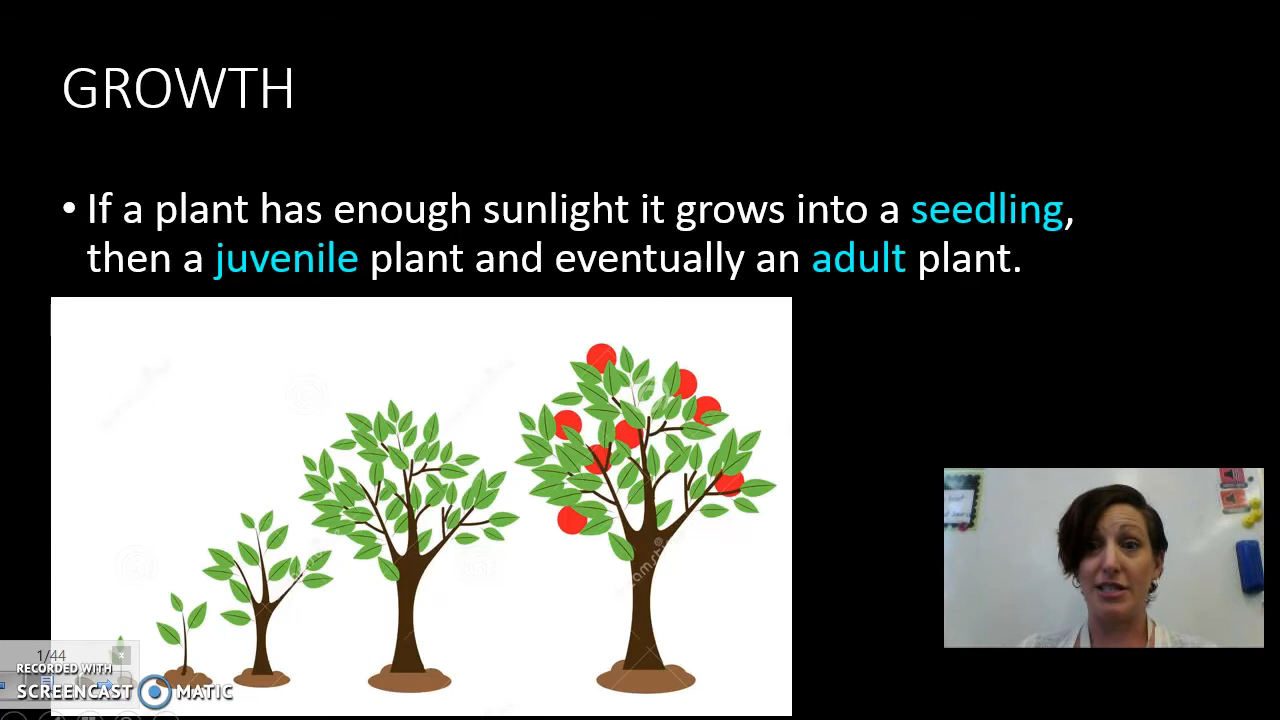 GROWTH
• If a plant has enough sunlight it grows into a seedling,
then a juvenile plant and eventually an adult plant.
1/44
RECORDED WITH
SCREENCAST MATIC